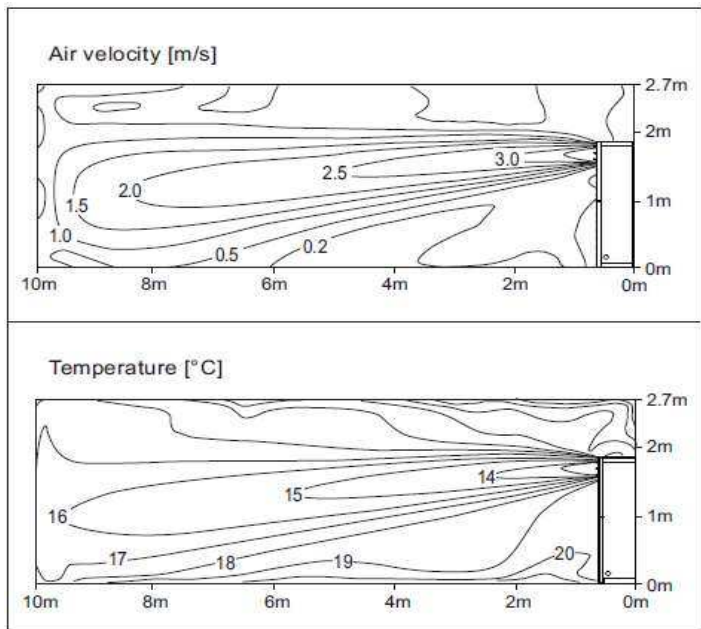 Air velocity [m/s]
2.7m
2m
3.0
2.5
2.0
1.5
1m
1.0
0.5
0.2
0m
10m 8m 6m 4m 2m 0m
Temperature [°C]
2.7m
2m
14
15
16
1m
17
18
19
20
0m
10m 8m 6m 4m 2m 0m